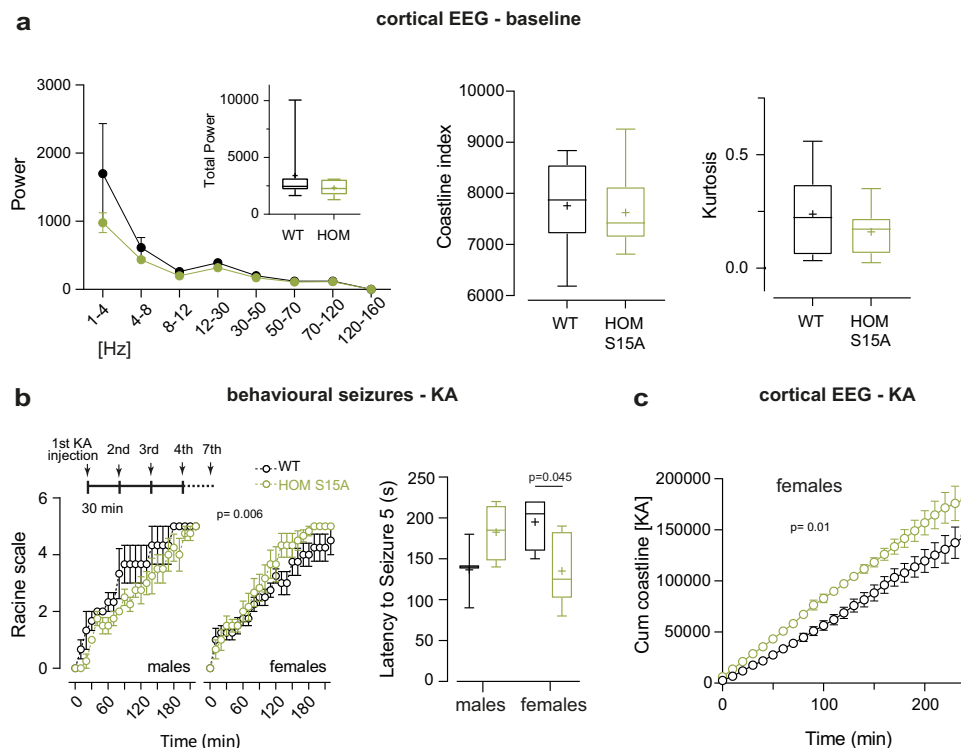 a
cortical EEG - baseline
3000
2000
1000
0
Power
1-4
4-8
8-12
12-30
30-50
50-70
70-120
120-160
[Hz]
10000
5000
2500
0
Total Power
WT
HOM
10000
9000
8000
7000
6000
Coastline index
WT
HOM
S15A
0.5
0.0
Kurtosis
WT
HOM
S15A
b
behavioural seizures - KA
1st KA
injection
2nd
3rd
4th
7th
30 min
WT
HOM S15A
p= 0.006
6
4
2
0
Racine scale
males
females
0
60
120
180
0
60
120
180
Time (min)
250
200
150
100
50
0
Latency to Seizure 5 (s)
p=0.045
males
females
c
cortical EEG - KA
200000
150000
100000
50000
0
Cum coastline [KA]
females
p= 0.01
0
100
200
Time (min)